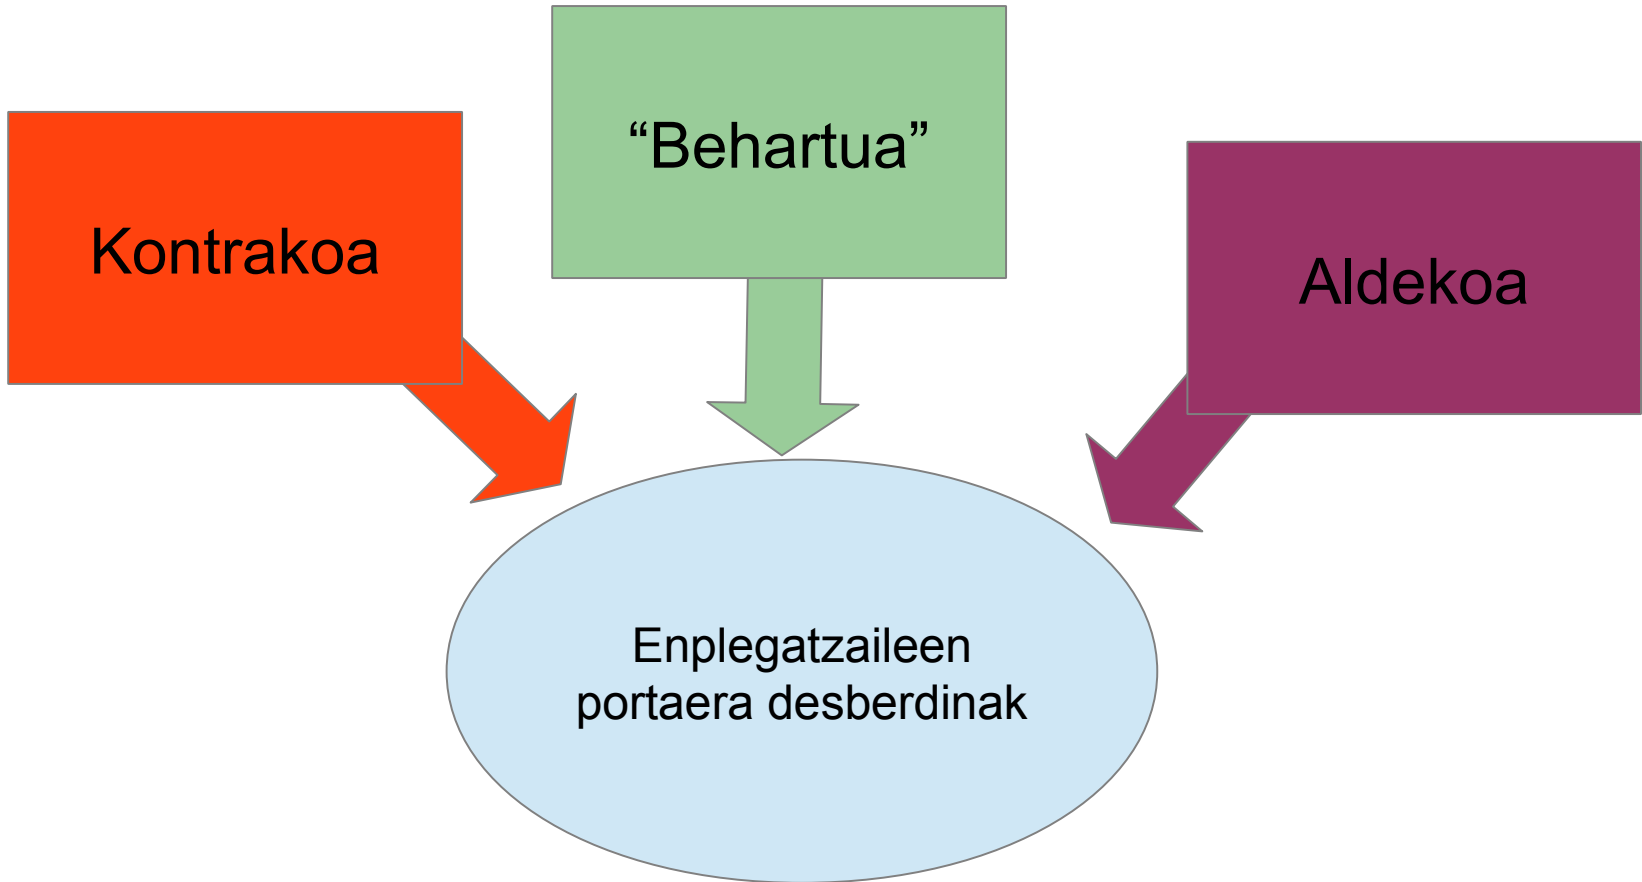 Kontrakoa
“Behartua”
Aldekoa
Enplegatzaileen
portaera desberdinak